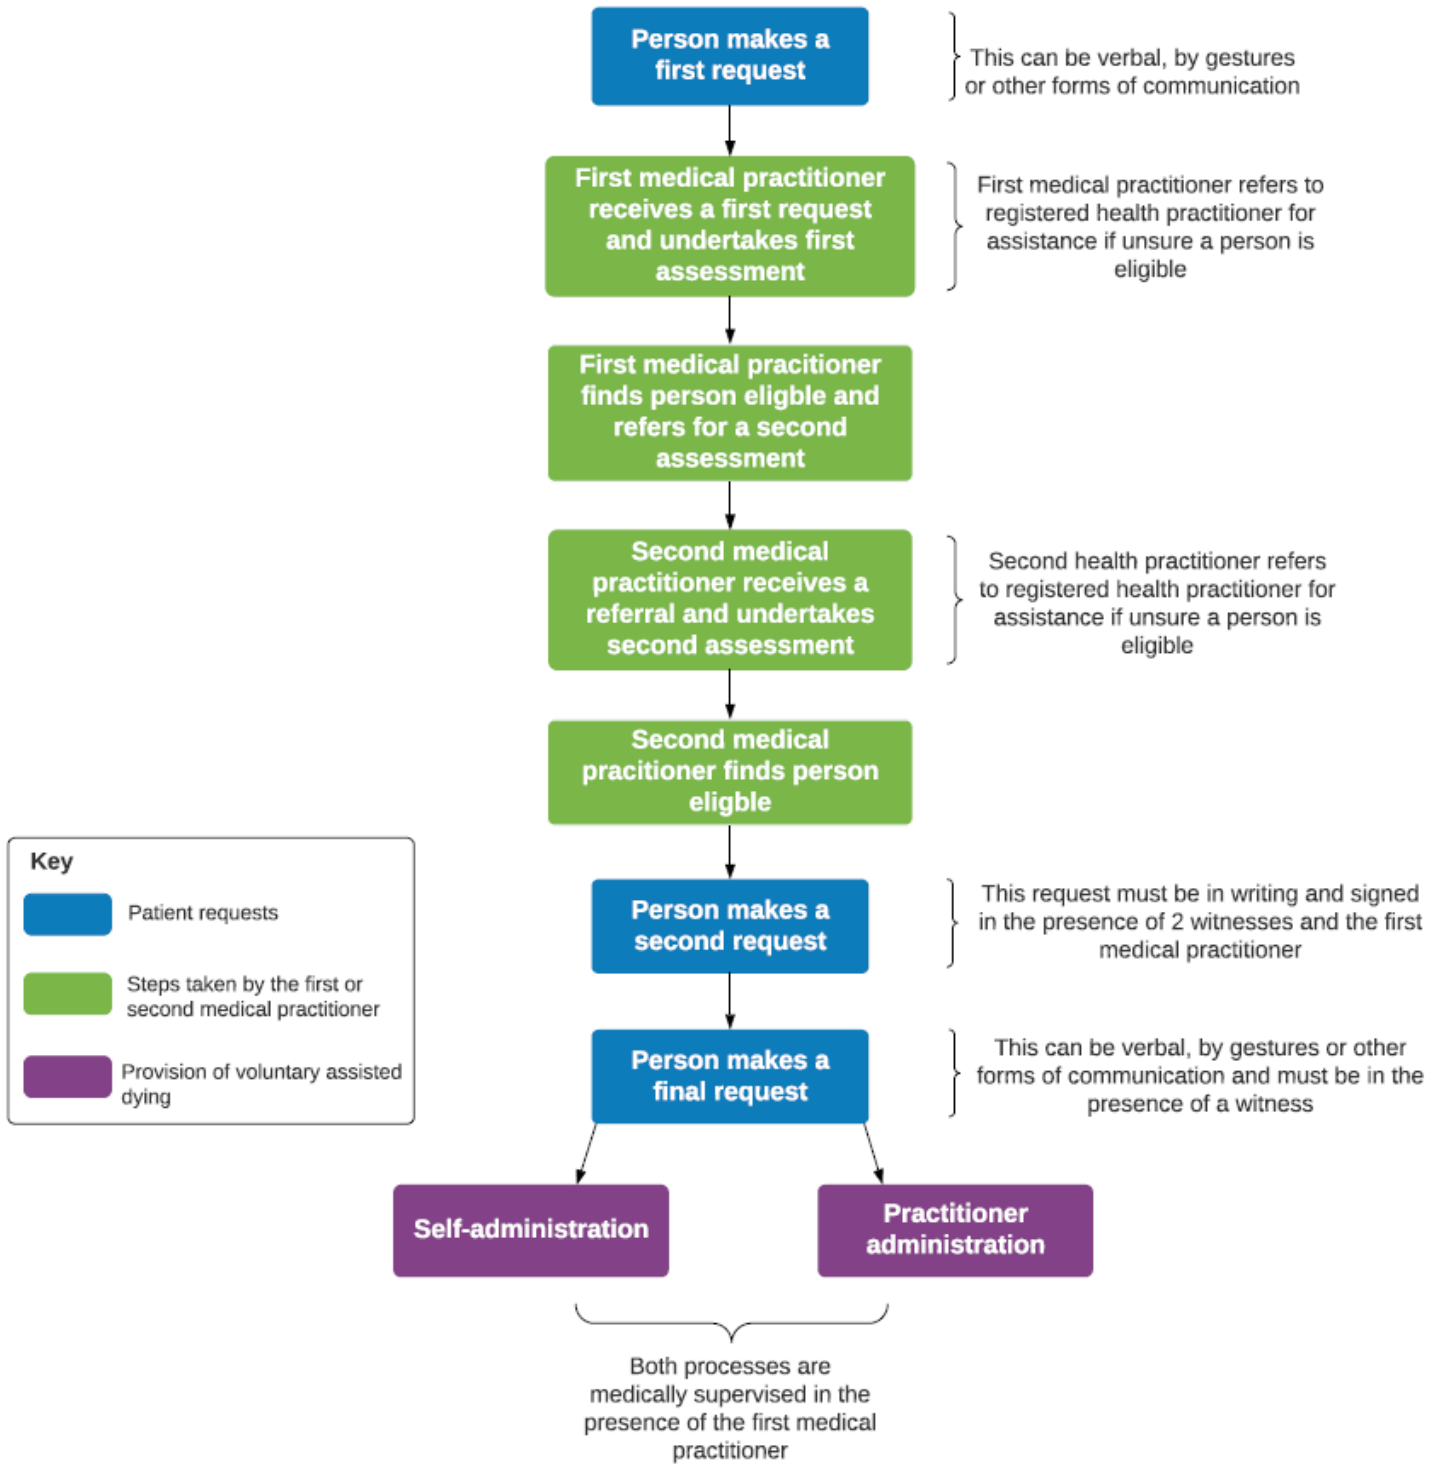 Person makes a
first request
This can be verbal, by gestures
or other forms of communication
First medical practitioner
receives a first request
and undertakes first
assessment
First medical practitioner refers to
registered health practitioner for
assistance if unsure a person is
eligible
First medical pracitioner
finds person eligble and
refers for a second
assessment
Second medical
practitioner receives a
referral and undertakes
second assessment
Second health practitioner refers
to registered health practitioner for
assistance if unsure a person is
eligible
Second medical
pracitioner finds person
eligble
Key
Patient requests
Steps taken by the first or
second medical practitioner
Provision of voluntary assisted
dying
Person makes a
second request
This request must be in writing and signed
in the presence of 2 witnesses and the first
medical practitioner
Person makes a
final request
This can be verbal, by gestures or other
forms of communication and must be in the
presence of a witness
Self-administration
Practitioner
administration
Both processes are
medically supervised in the
presence of the first medical
practitioner